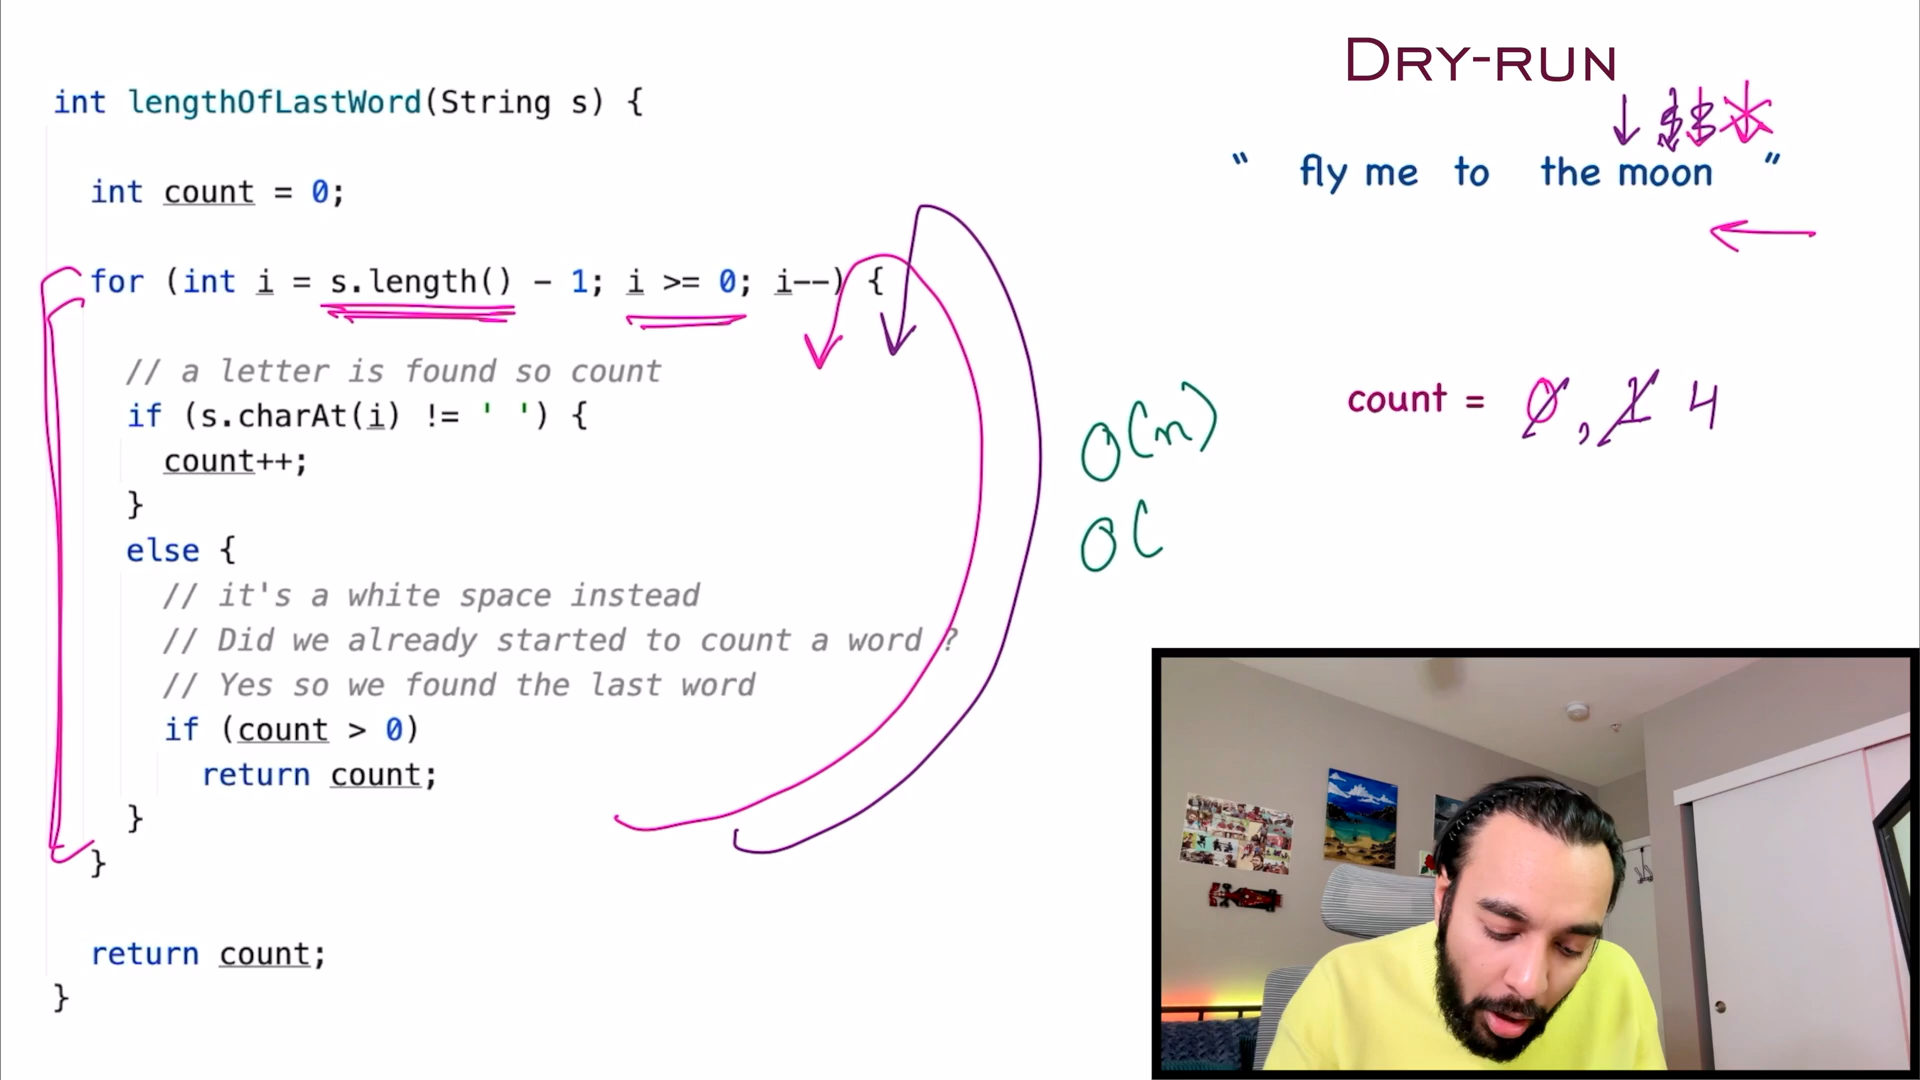 DRY-RUN
int lengthOfLastWord(String s) {
int count = 0;
for (int i = s.length() - 1; i >= 0; i--) {
// a letter is found so count
if (s.charAt(i) != ' ') {
count++;
}
else {
// it's a white space instead
// Did we already started to count a word ?
// Yes so we found the last word
if (count > 0)
return count;
}
}
return count;
}
" fly me to the moon "
count = 0, 1 4
O(n)
O(